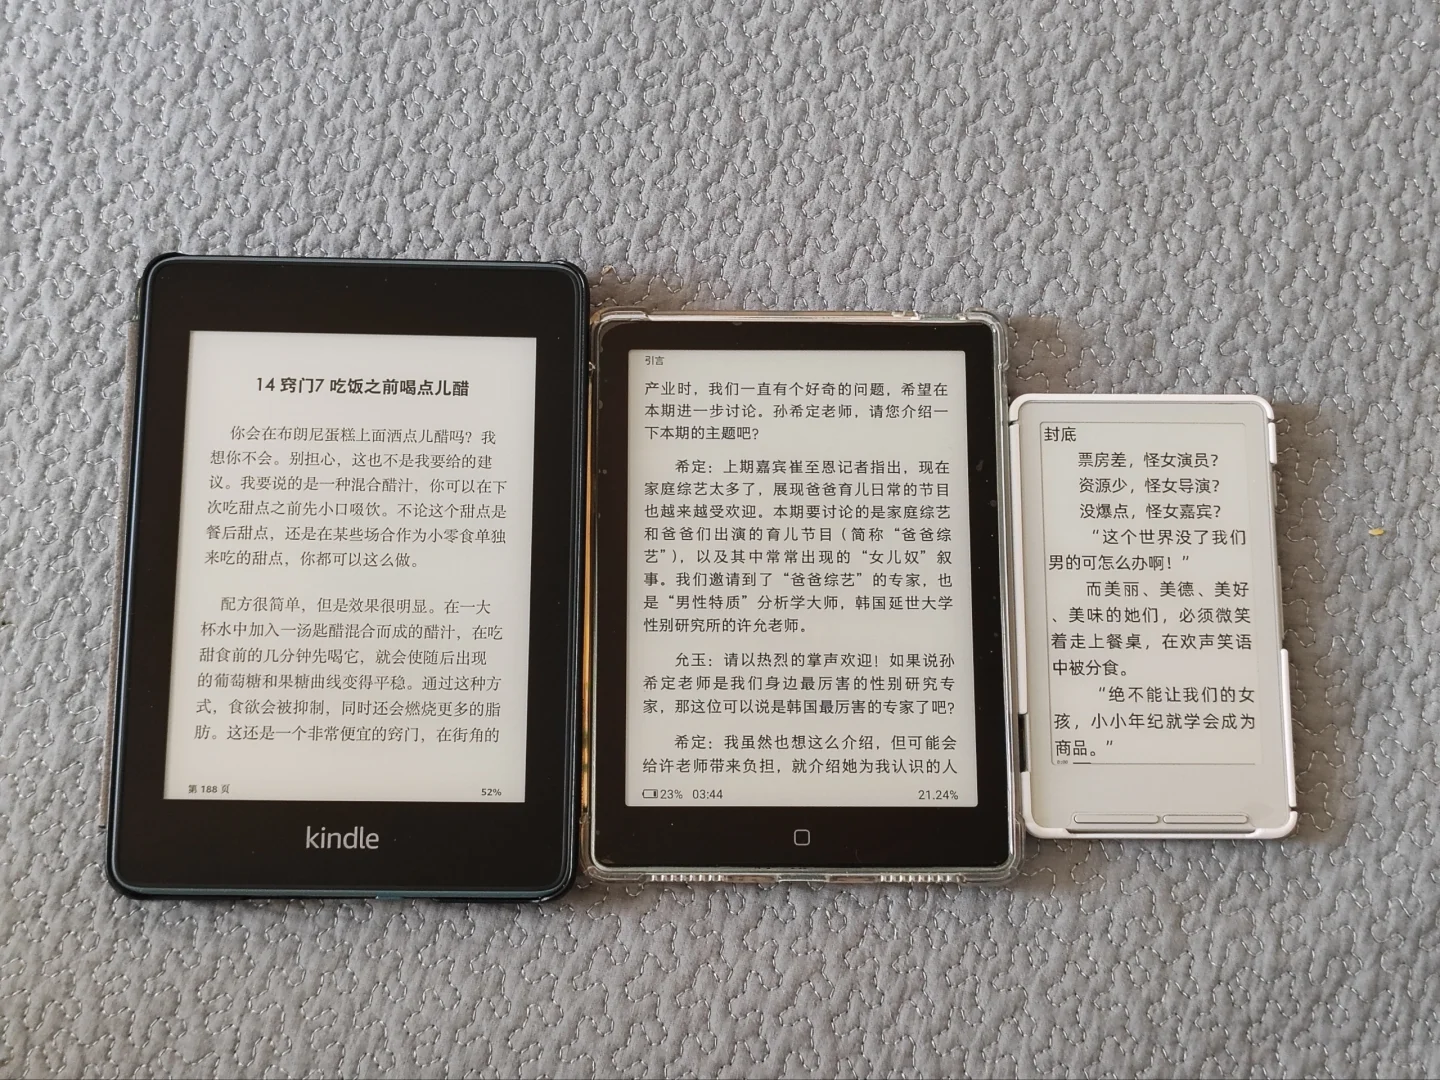 14 窍门7 吃饭之前喝点儿醋
你会在布朗尼蛋糕上面洒点儿醋吗？我
想你不会。别担心，这也不是我要给的建
议。我要说的是一种混合醋汁，你可以在下
次吃甜点之前先小口啜饮。不论这个甜点是
餐后甜点，还是在某些场合作为小零食单独
来吃的甜点，你都可以这么做。
配方很简单，但是效果很明显。在一大
杯水中加入一汤匙醋混合而成的醋汁，在吃
甜食前的几分钟先喝它，就会使随后出现
的葡萄糖和果糖曲线变得平稳。通过这种方
式，食欲会被抑制，同时还会燃烧更多的脂
肪。这还是一个非常便宜的窍门，在街角的
第 188 页
52%
kindle
引言
产业时，我们一直有个好奇的问题，希望在
本期进一步讨论。孙希定老师，请您介绍一
下本期的主题吧？
希定：上期嘉宾崔至恩记者指出，现在
家庭综艺太多了，展现爸爸育儿日常的节目
也越来越受欢迎。本期要讨论的是家庭综艺
和爸爸们出演的育儿节目（简称“爸爸综
艺”），以及其中常常出现的“女儿奴”叙
事。我们邀请到了“爸爸综艺”的专家，也
是“男性特质”分析学大师，韩国延世大学
性别研究所的许允老师。
允玉：请以热烈的掌声欢迎！如果说孙
希定老师是我们身边最厉害的性别研究专
家，那这位可以说是韩国最厉害的专家了吧？
希定：我虽然也想这么介绍，但可能会
给许老师带来负担，就介绍她为我认识的人
23% 03:44
21.24%
封底
票房差，怪女演员？
资源少，怪女导演？
没爆点，怪女嘉宾？
“这个世界没了我们
男的可怎么办啊！”
而美丽、美德、美好
、美味的她们，必须微笑
着走上餐桌，在欢声笑语
中被分食。
“绝不能让我们的女
孩，小小年纪就学会成为
商品。”